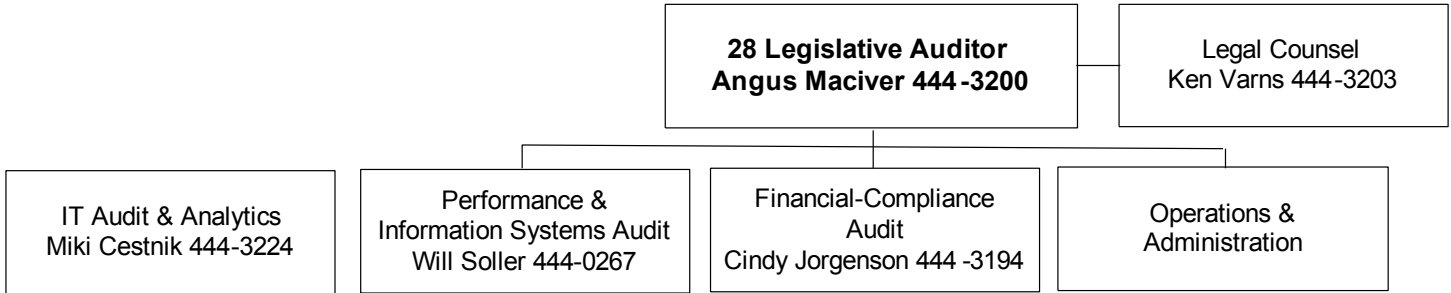 28 Legislative Auditor
Angus Maciver 444-3200
Legal Counsel
Ken Varns 444-3203
IT Audit & Analytics
Miki Cestnik 444-3224
Performance &
Information Systems Audit
Will Soller 444-0267
Financial-Compliance
Audit
Cindy Jorgenson 444-3194
Operations &
Administration